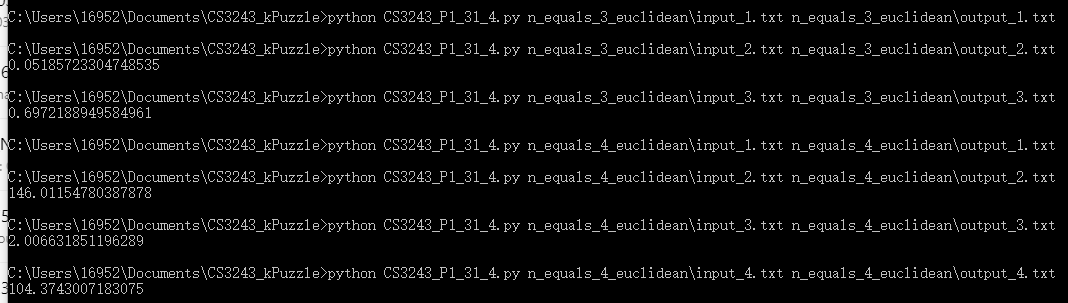 C:\Users\16952\Documents\CS3243_kPuzzle>python CS3243_P1_31_4.py n_equals_3_euclidean\input_1.txt n_equals_3_euclidean\output_1.txt
C:\Users\16952\Documents\CS3243_kPuzzle>python CS3243_P1_31_4.py n_equals_3_euclidean\input_2.txt n_equals_3_euclidean\output_2.txt
0.05185723304748535
C:\Users\16952\Documents\CS3243_kPuzzle>python CS3243_P1_31_4.py n_equals_3_euclidean\input_3.txt n_equals_3_euclidean\output_3.txt
0.6972188949584961
C:\Users\16952\Documents\CS3243_kPuzzle>python CS3243_P1_31_4.py n_equals_4_euclidean\input_1.txt n_equals_4_euclidean\output_1.txt
C:\Users\16952\Documents\CS3243_kPuzzle>python CS3243_P1_31_4.py n_equals_4_euclidean\input_2.txt n_equals_4_euclidean\output_2.txt
146.01154780387878
C:\Users\16952\Documents\CS3243_kPuzzle>python CS3243_P1_31_4.py n_equals_4_euclidean\input_3.txt n_equals_4_euclidean\output_3.txt
2.006631851196289
C:\Users\16952\Documents\CS3243_kPuzzle>python CS3243_P1_31_4.py n_equals_4_euclidean\input_4.txt n_equals_4_euclidean\output_4.txt
104.3743007183075